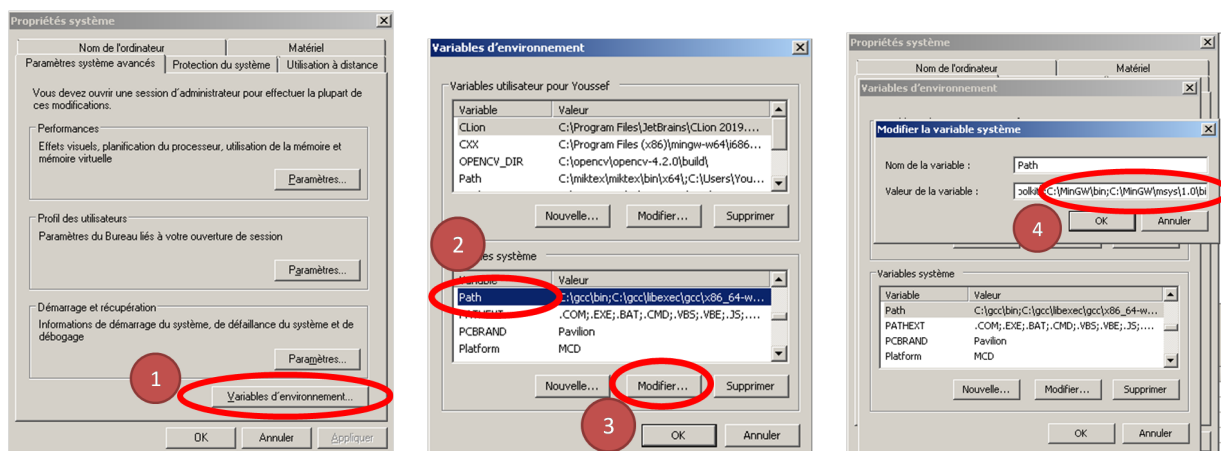 Propriétés système
Nom de l'ordinateur
Matériel
Paramètres système avancés
Protection du système
Utilisation à distance
Vous devez ouvrir une session d'administrateur pour effectuer la plupart de
ces modifications.
Performances
Effets visuels, planification du processeur, utilisation de la mémoire et
mémoire virtuelle
Paramètres...
Profil des utilisateurs
Paramètres du Bureau liés à votre ouverture de session
Paramètres...
Démarrage et récupération
Informations de démarrage du système, de défaillance du système et de
débogage
Paramètres...
1
Variables d'environnement...
OK Annuler Appliquer
Variables d'environnement
Variables utilisateur pour Youssef
Variable Valeur
CLion C:\Program Files\JetBrains\CLion 2019....
CXX C:\Program Files (x86)\mingw-w64\i686...
OPENCV_DIR C:\opencv\opencv-4.2.0\build\
Path C:\miktex\miktex\bin\x64\;C:\Users\You...
Nouvelle... Modifier... Supprimer
2
système
Variable Valeur
Path C:\gcc\bin;C:\gcc\libexec\gcc\x86_64-w...
PATHEXT .COM;.EXE;.BAT;.CMD;.VBS;.VBE;.JS;....
PCBRAND Pavilion
Platform MCD
Nouvelle... Modifier... Supprimer
3
OK Annuler
Propriétés système
Nom de l'ordinateur
Matériel
Variables d'environnement
Modifier la variable système
Nom de la variable : Path
Valeur de la variable : C:\MinGW\bin;C:\MinGW\msys\1.0\bi
4
OK Annuler
Variables système
Variable Valeur
Path C:\gcc\bin;C:\gcc\libexec\gcc\x86_64-w...
PATHEXT .COM;.EXE;.BAT;.CMD;.VBS;.VBE;.JS;....
PCBRAND Pavilion
Platform MCD
Nouvelle... Modifier... Supprimer
OK Annuler